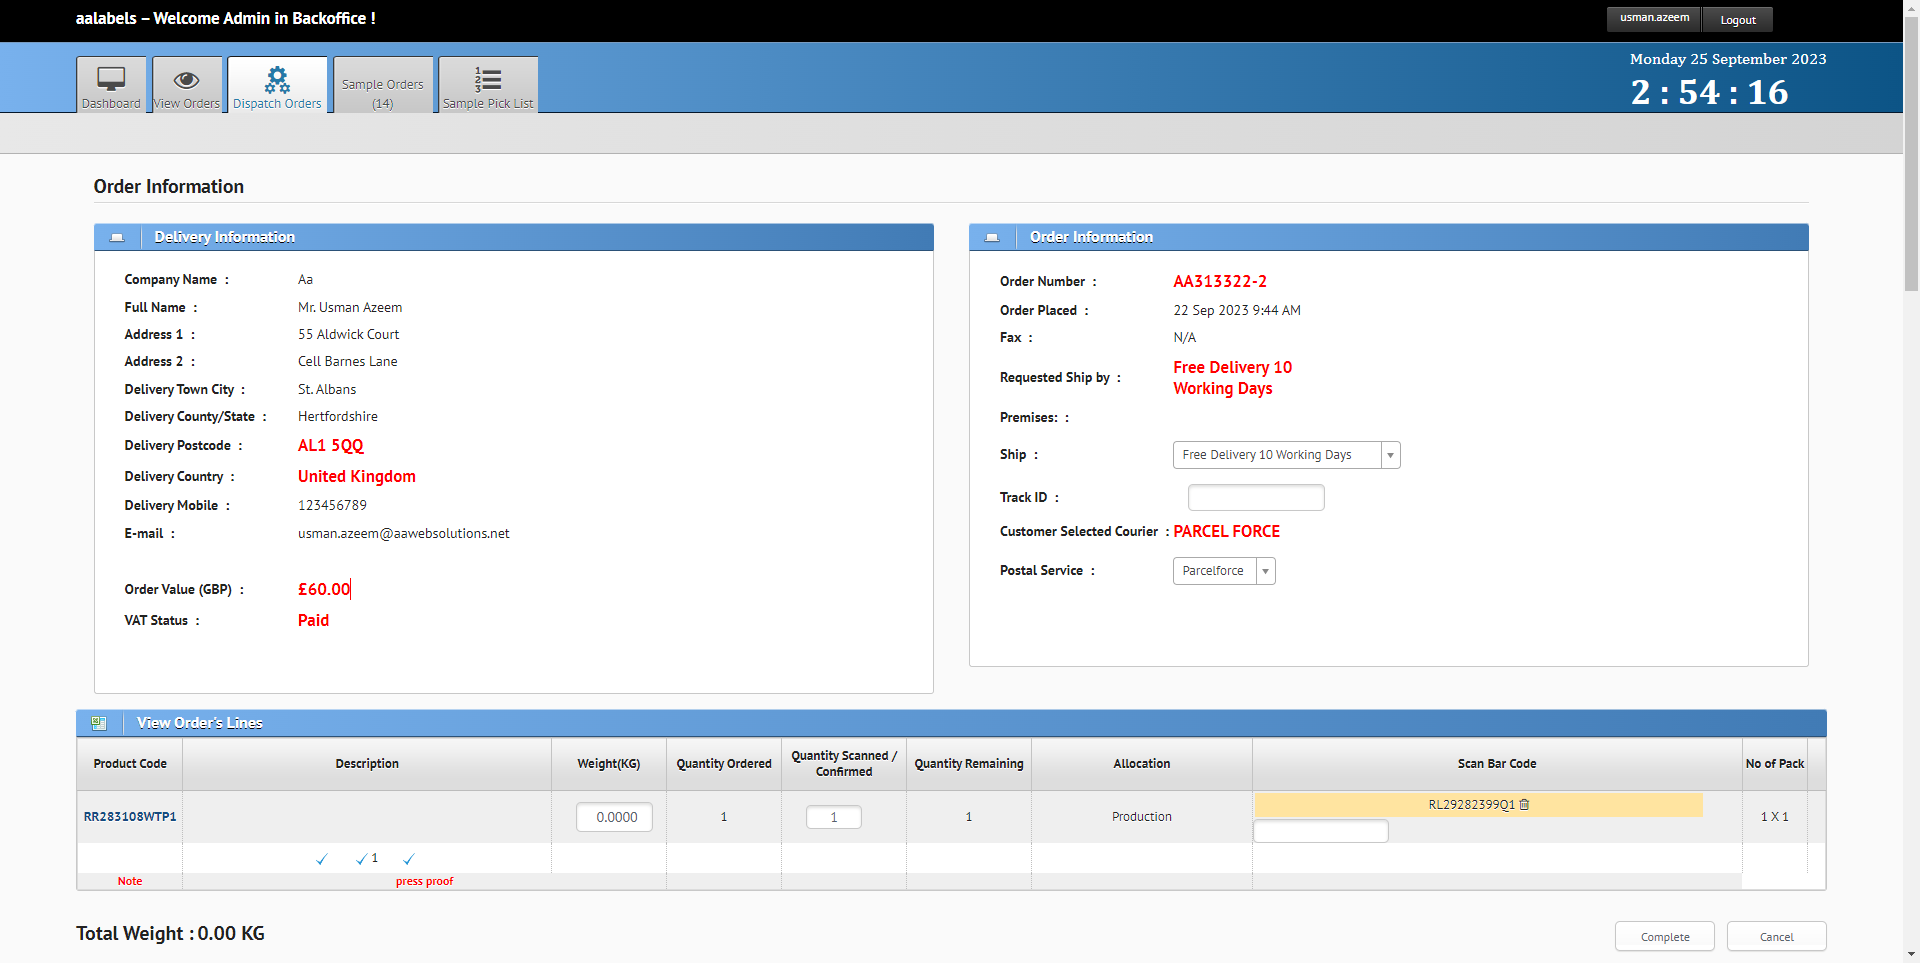 aalabels – Welcome Admin in Backoffice !
usman.azeem
Logout
Monday 25 September 2023
2 : 54 : 16
Dashboard
View Orders
Dispatch Orders
Sample Orders
(14)
Sample Pick List
Order Information
Delivery Information
Company Name :
Aa
Full Name :
Mr. Usman Azeem
Address 1 :
55 Aldwick Court
Address 2 :
Cell Barnes Lane
Delivery Town City :
St. Albans
Delivery County/State :
Hertfordshire
Delivery Postcode :
AL1 5QQ
Delivery Country :
United Kingdom
Delivery Mobile :
123456789
E-mail :
usman.azeem@aawebsolutions.net
Order Value (GBP) :
£60.00
VAT Status :
Paid
Order Information
Order Number :
AA313322-2
Order Placed :
22 Sep 2023 9:44 AM
Fax :
N/A
Requested Ship by :
Free Delivery 10
Working Days
Premises: :
Ship :
Free Delivery 10 Working Days
Track ID :
Customer Selected Courier :
PARCEL FORCE
Postal Service :
Parcelforce
View Order's Lines
Product Code
Description
Weight(KG)
Quantity Ordered
Quantity Scanned /
Confirmed
Quantity Remaining
Allocation
Scan Bar Code
No of Pack
RR283108WTP1
0.0000
1
1
1
Production
RL29282399Q1
1 X 1
1
Note
press proof
Total Weight : 0.00 KG
Complete
Cancel